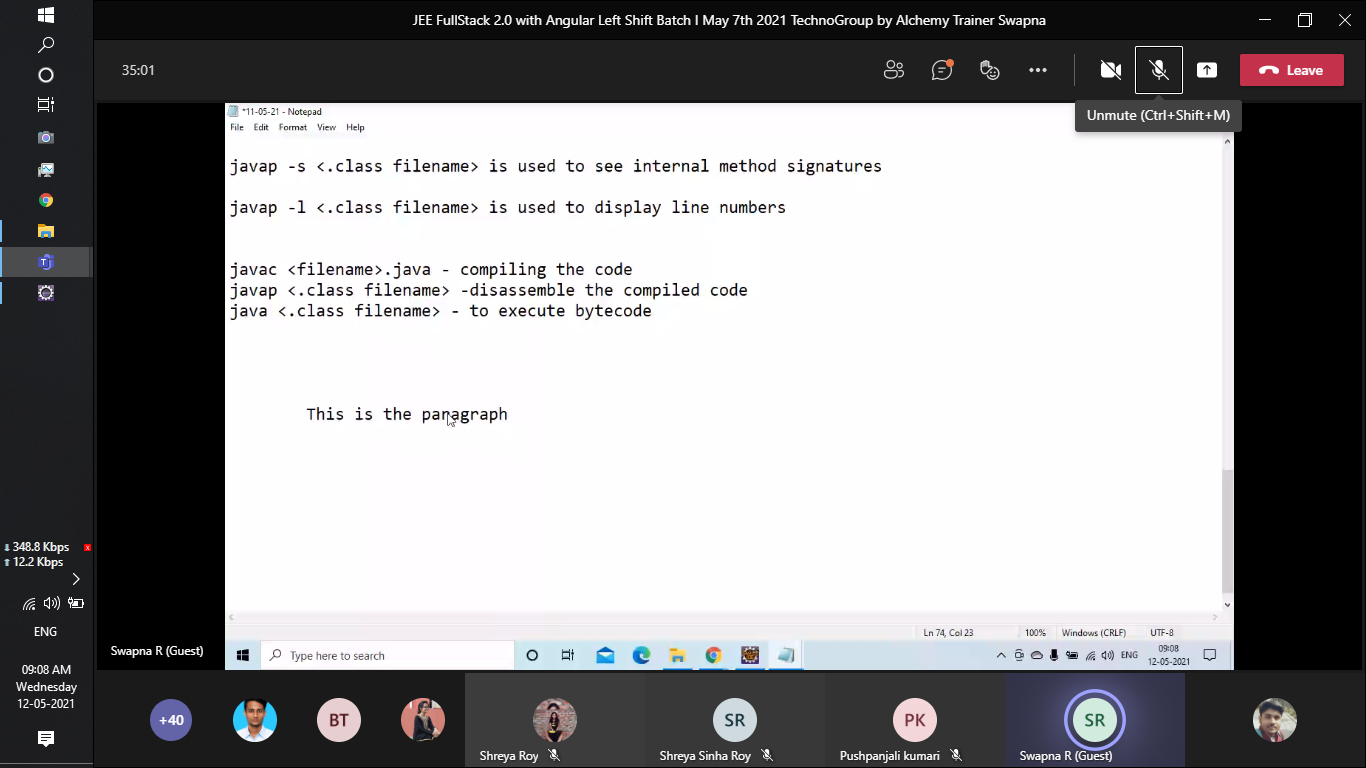 JEE FullStack 2.0 with Angular Left Shift Batch I May 7th 2021 TechnoGroup by Alchemy Trainer Swapna
35:01
Leave
Unmute (Ctrl+Shift+M)
*11-05-21 - Notepad
File Edit Format View Help
javap -s <.class filename> is used to see internal method signatures
javap -l <.class filename> is used to display line numbers
javac <filename>.java - compiling the code
javap <.class filename> -disassemble the compiled code
java <.class filename> - to execute bytecode
This is the paragraph
Ln 74, Col 23 100% Windows (CRLF) UTF-8
Swapna R (Guest)
Type here to search
ENG
09:08
12-05-2021
348.8 Kbps
x
12.2 Kbps
ENG
09:08 AM
Wednesday
12-05-2021
+40
BT
Shreya Roy
SR
Shreya Sinha Roy
PK
Pushpanjali kumari
SR
Swapna R (Guest)